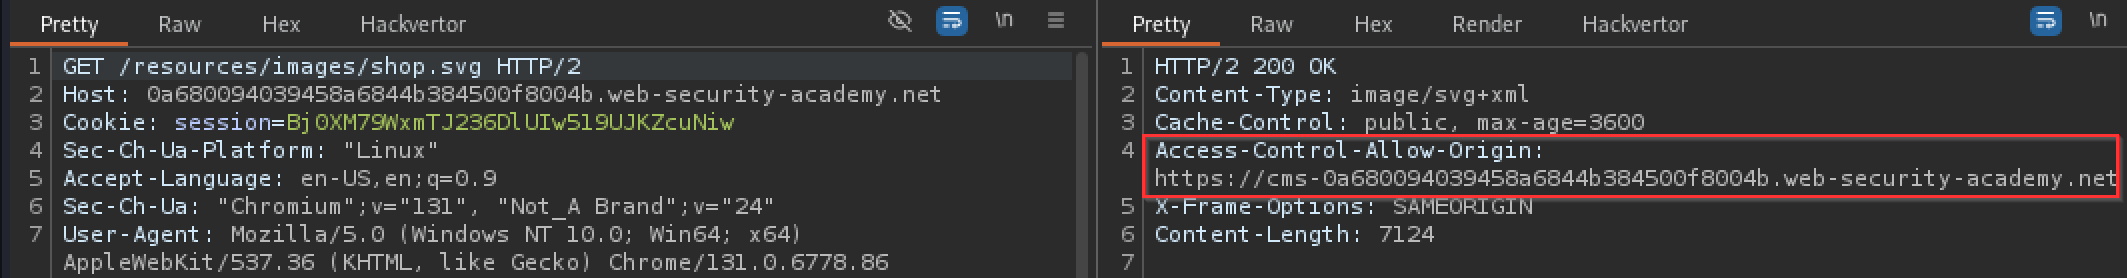 Pretty Raw Hex Hackvertor \n
1 GET /resources/images/shop.svg HTTP/2
2 Host: 0a680094039458a6844b384500f8004b.web-security-academy.net
3 Cookie: session=Bj0XM79WxmTJ236DlUIw519UJKZcuNiw
4 Sec-Ch-Ua-Platform: "Linux"
5 Accept-Language: en-US,en;q=0.9
6 Sec-Ch-Ua: "Chromium";v="131", "Not_A Brand";v="24"
7 User-Agent: Mozilla/5.0 (Windows NT 10.0; Win64; x64)
AppleWebKit/537.36 (KHTML, like Gecko) Chrome/131.0.6778.86
Pretty Raw Hex Render Hackvertor \n
1 HTTP/2 200 OK
2 Content-Type: image/svg+xml
3 Cache-Control: public, max-age=3600
4 Access-Control-Allow-Origin:
https://cms-0a680094039458a6844b384500f8004b.web-security-academy.net
5 X-Frame-Options: SAMEORIGIN
6 Content-Length: 7124
7